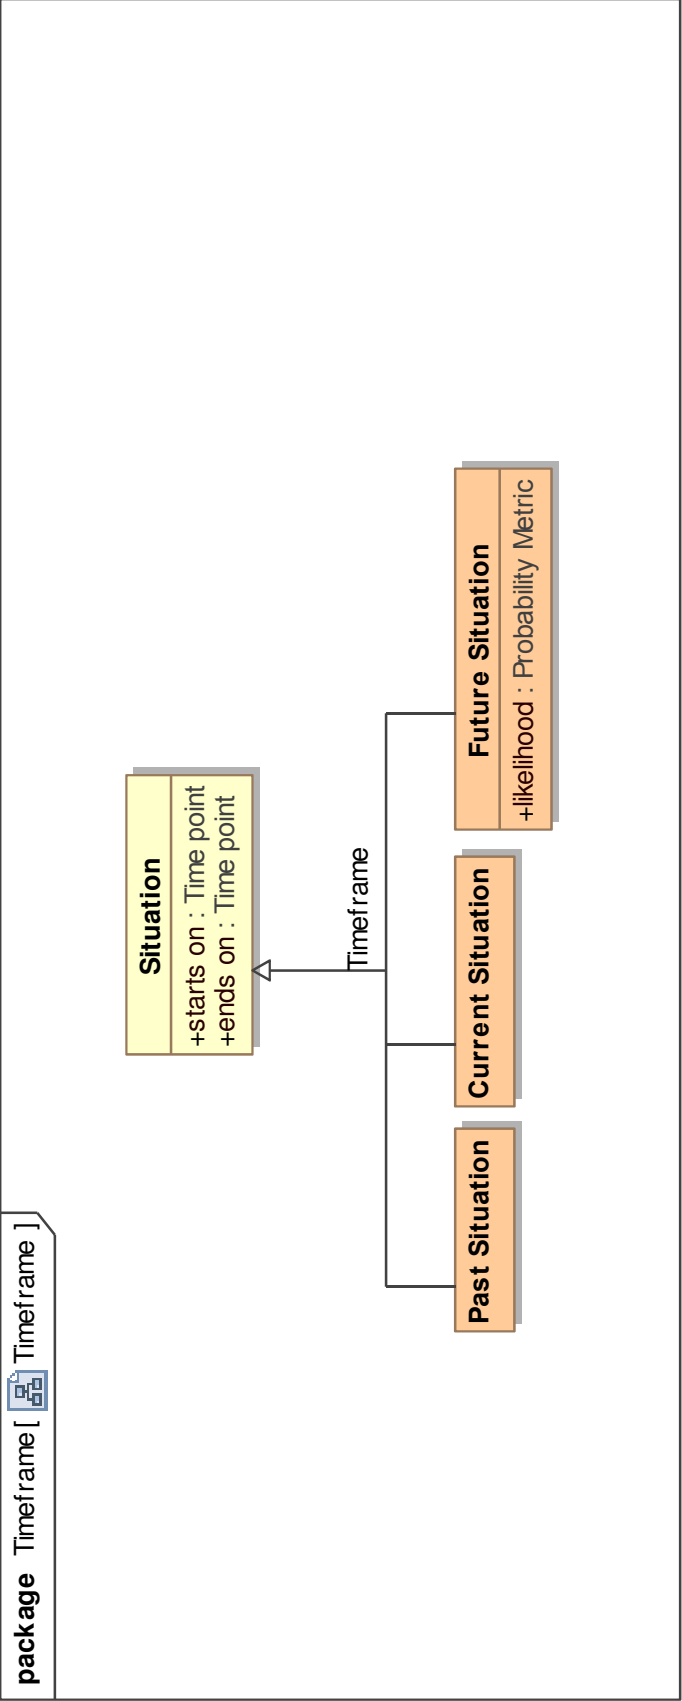 package Timeframe [ Timeframe ]
Situation
+starts on : Time point
+ends on : Time point
Timeframe
Past Situation
Current Situation
Future Situation
+likelihood : Probability Metric